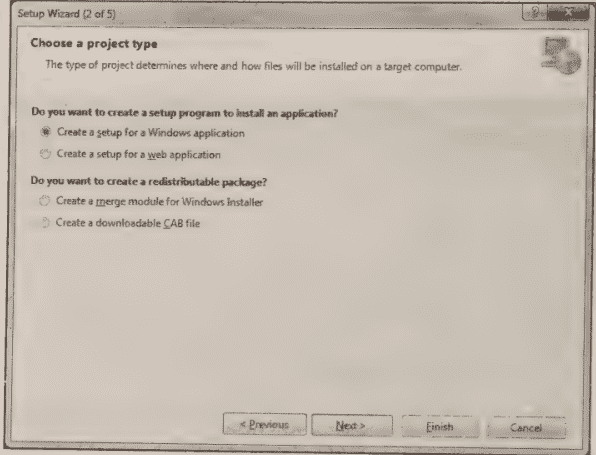 Setup Wizard (2 of 5)
Choose a project type
The type of project determines where and how files will be installed on a target computer.
Do you want to create a setup program to install an application?
Create a setup for a Windows application
Create a setup for a web application
Do you want to create a redistributable package?
Create a merge module for Windows Installer
Create a downloadable CAB file
< Previous
Next >
Finish
Cancel